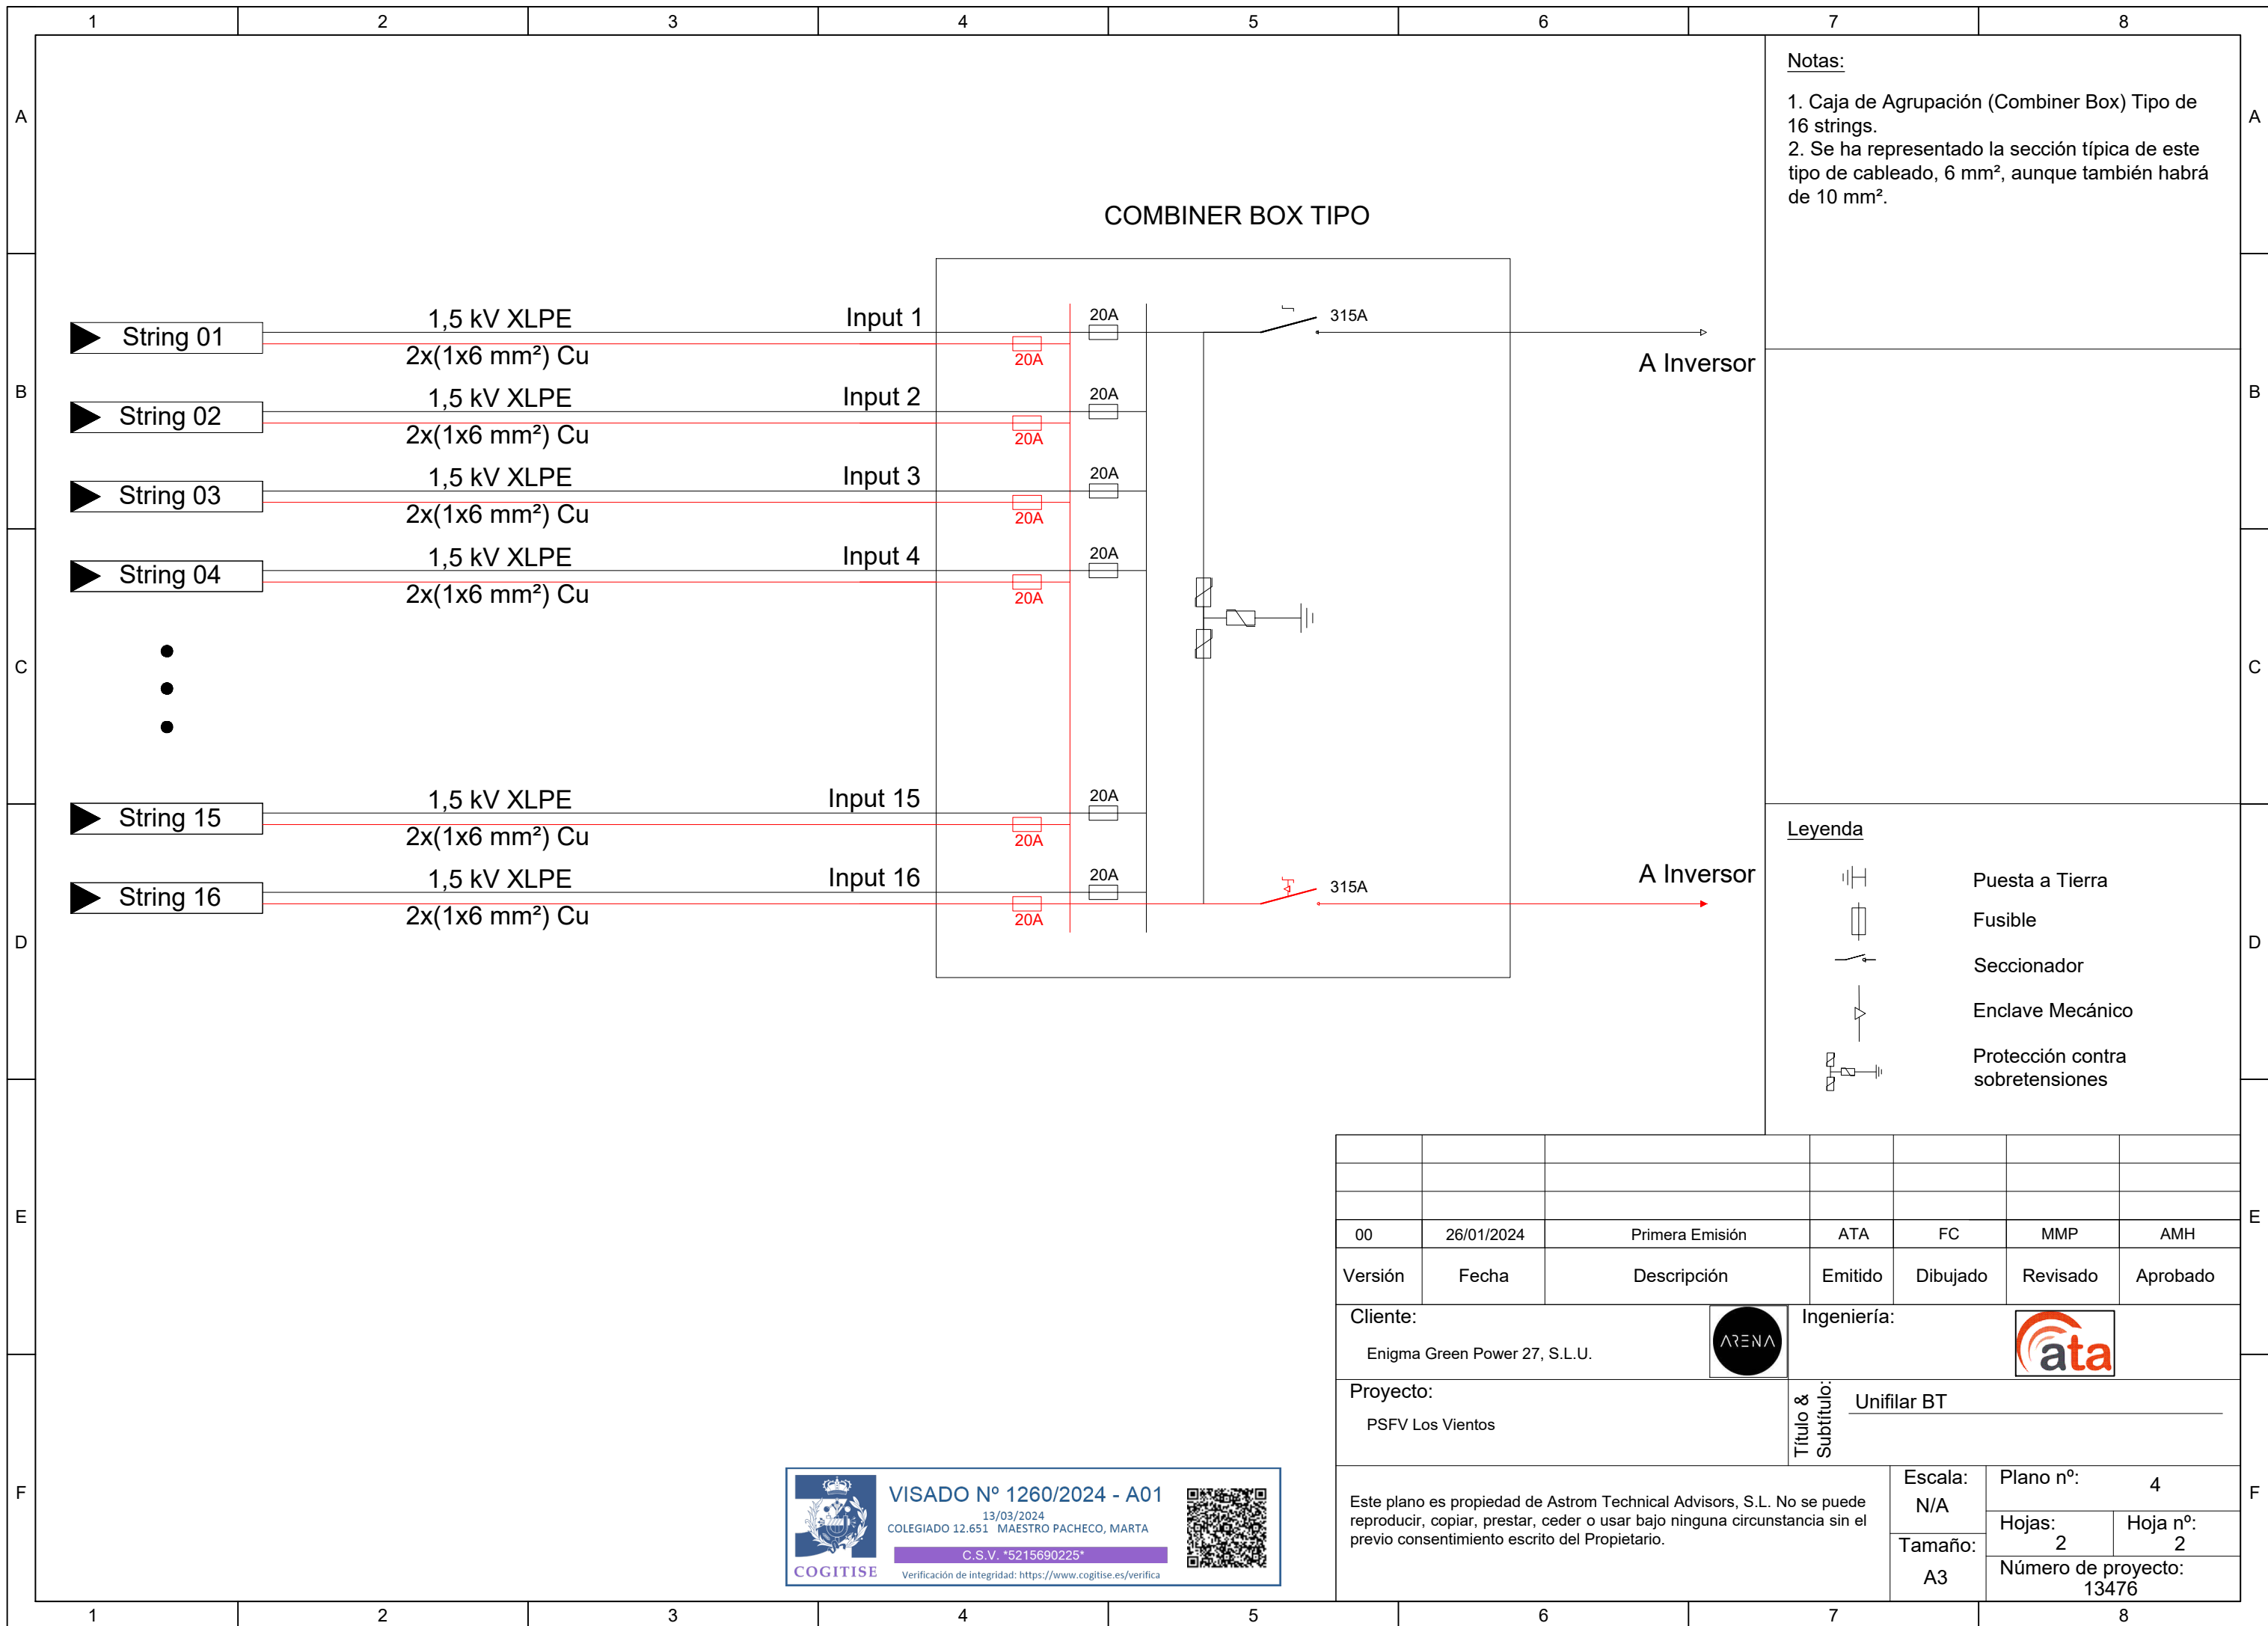 1 2 3 4 5 6 7 8
A A
B B
C C
D D
E E
F F
Notas:
1. Caja de Agrupación (Combiner Box) Tipo de
16 strings.
2. Se ha representado la sección típica de este
tipo de cableado, 6 mm², aunque también habrá
de 10 mm².
COMBINER BOX TIPO
String 01
1,5 kV XLPE
2x(1x6 mm²) Cu
Input 1
20A
20A
315A
A Inversor
String 02
1,5 kV XLPE
2x(1x6 mm²) Cu
Input 2
20A
20A
String 03
1,5 kV XLPE
2x(1x6 mm²) Cu
Input 3
20A
20A
String 04
1,5 kV XLPE
2x(1x6 mm²) Cu
Input 4
20A
20A
String 15
1,5 kV XLPE
2x(1x6 mm²) Cu
Input 15
20A
20A
String 16
1,5 kV XLPE
2x(1x6 mm²) Cu
Input 16
20A
20A
315A
A Inversor
Leyenda
Puesta a Tierra
Fusible
Seccionador
Enclave Mecánico
Protección contra
sobretensiones
00 26/01/2024 Primera Emisión ATA FC MMP AMH
Versión Fecha Descripción Emitido Dibujado Revisado Aprobado
Cliente:
Enigma Green Power 27, S.L.U.
ARENA
Ingeniería:
ata
Proyecto:
PSFV Los Vientos
Título &
Subtítulo:
Unifilar BT
Este plano es propiedad de Astrom Technical Advisors, S.L. No se puede
reproducir, copiar, prestar, ceder o usar bajo ninguna circunstancia sin el
previo consentimiento escrito del Propietario.
Escala:
N/A
Tamaño:
A3
Plano nº: 4
Hojas:
2
Hoja nº:
2
Número de proyecto:
13476
COGITISE
VISADO Nº 1260/2024 - A01
13/03/2024
COLEGIADO 12.651 MAESTRO PACHECO, MARTA
C.S.V. *5215690225*
Verificación de integridad: https://www.cogitise.es/verifica
1 2 3 4 5 6 7 8